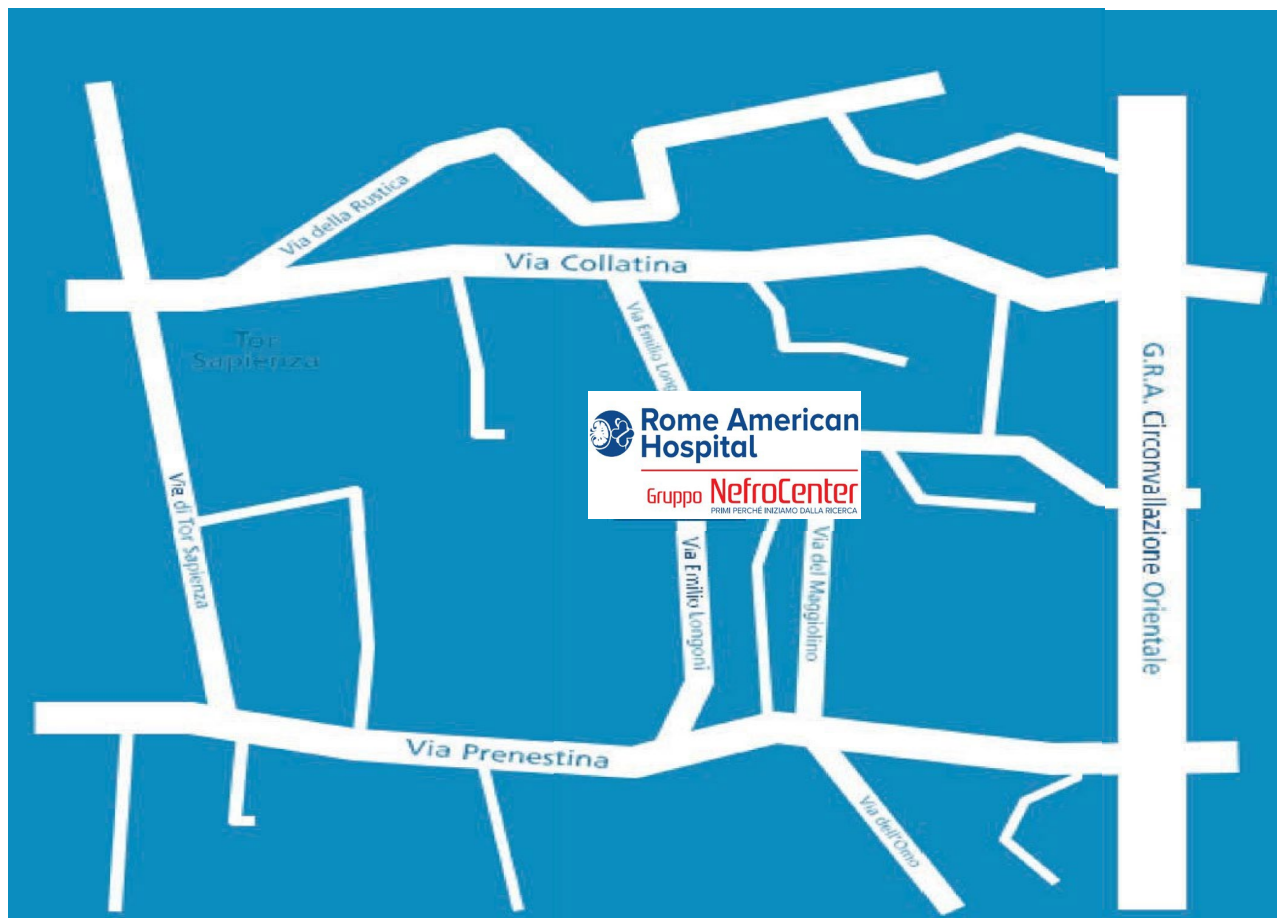 Via della Rustica
Via Collatina
Tor
Sapienza
Via Emilio Long
Rome American
Hospital
Gruppo NefroCenter
PRIMI PERCHÉ INIZIAMO DALLA RICERCA
G.R.A. Circonvallazione Orientale
Via di Tor Sapienza
Via Emilio Longoni
Via del Maggiolino
Via Prenestina
Via dell'Omo